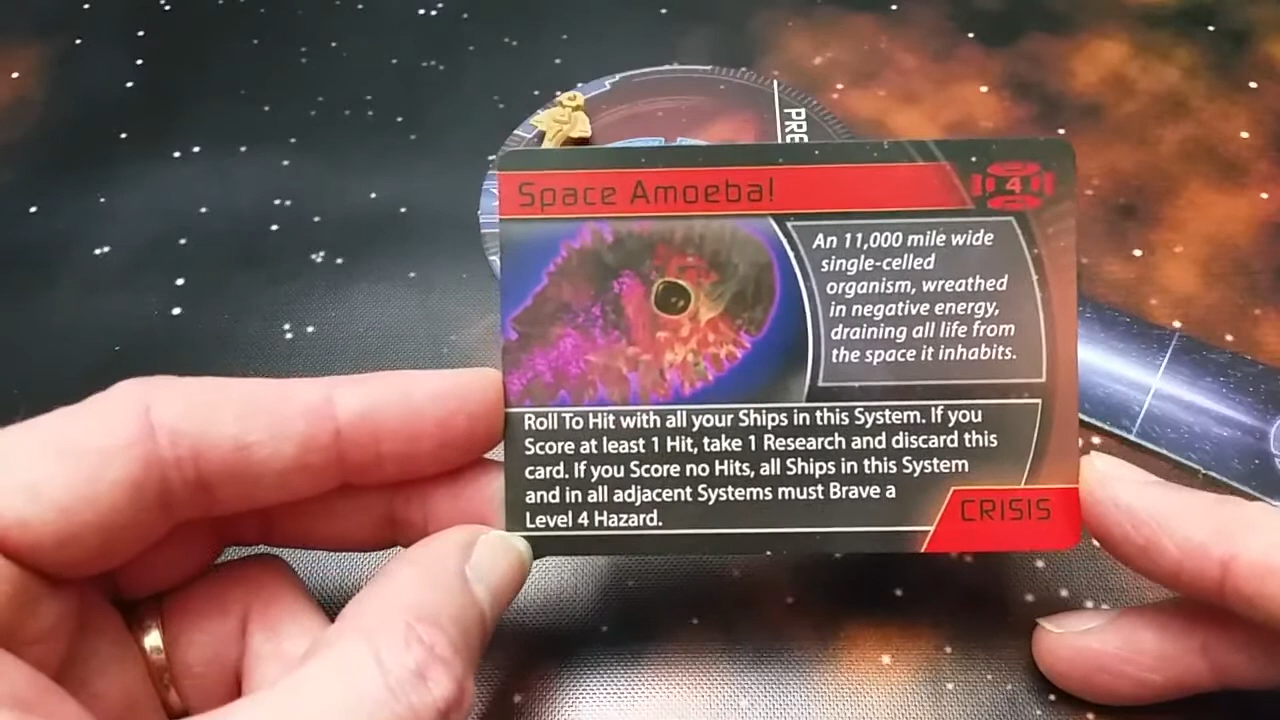 PRE
Space Amoeba!
4
An 11,000 mile wide
single-celled
organism, wreathed
in negative energy,
draining all life from
the space it inhabits.
Roll To Hit with all your Ships in this System. If you
Score at least 1 Hit, take 1 Research and discard this
card. If you Score no Hits, all Ships in this System
and in all adjacent Systems must Brave a
Level 4 Hazard.
CRISIS